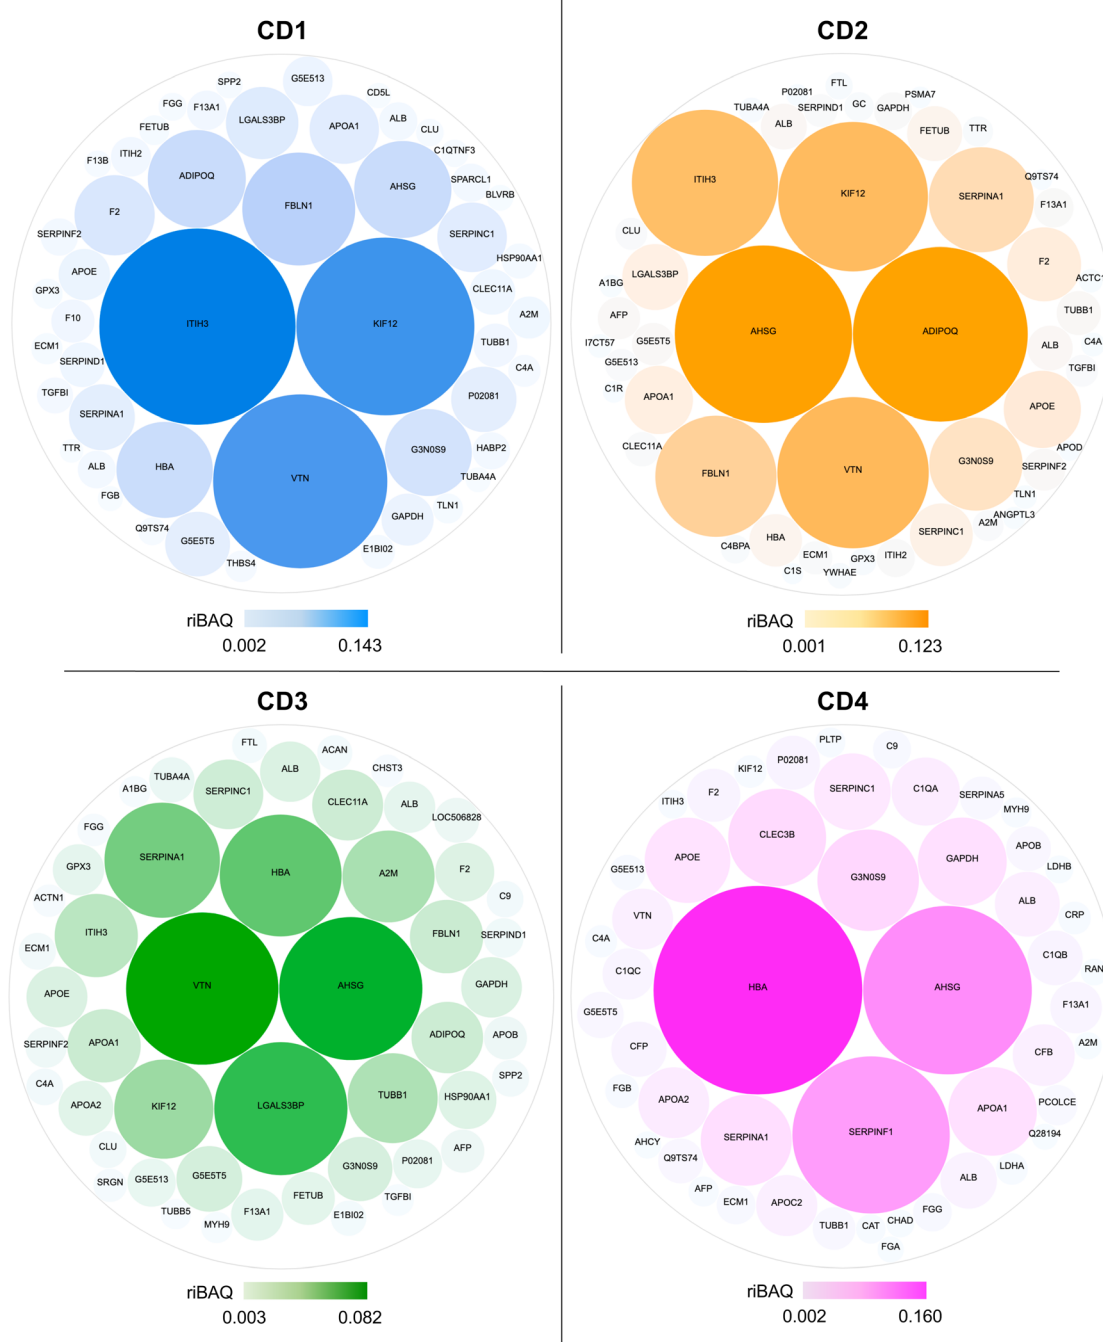 CD1
G5E513
SPP2
CD5L
FGG
F13A1
LGALS3BP
APOA1
ALB
FETUB
CLU
C1QTNF3
F13B
ITIH2
ADIPOQ
AHSG
SPARCL1
BLVRB
FBLN1
F2
SERPINF2
SERPINC1
HSP90AA1
APOE
GPX3
CLEC11A
F10
ITIH3
KIF12
A2M
ECM1
TUBB1
SERPIND1
C4A
TGFBI
P02081
SERPINA1
TTR
G3N0S9
HABP2
ALB
HBA
VTN
TUBA4A
FGB
TLN1
GAPDH
Q9TS74
G5E5T5
E1BI02
THBS4
riBAQ
0.002 0.143
CD2
FTL
P02081
PSMA7
TUBA4A
SERPIND1
GC
GAPDH
ALB
FETUB
TTR
ITIH3
KIF12
SERPINA1
Q9TS74
F13A1
CLU
F2
LGALS3BP
A1BG
ACTC1
AFP
TUBB1
AHSG
ADIPOQ
I7CT57
G5E5T5
ALB
C4A
G5E513
TGFBI
C1R
APOA1
APOE
CLEC11A
APOD
FBLN1
VTN
G3N0S9
SERPINF2
TLN1
ANGPTL3
A2M
SERPINC1
C4BPA
HBA
ECM1
GPX3
ITIH2
C1S
YWHAE
riBAQ
0.001 0.123
CD3
FTL
ACAN
TUBA4A
ALB
CHST3
A1BG
SERPINC1
CLEC11A
ALB
LOC506828
FGG
SERPINA1
GPX3
HBA
A2M
F2
ACTN1
C9
ITIH3
FBLN1
SERPIND1
ECM1
VTN
AHSG
GAPDH
APOE
SERPINF2
APOA1
ADIPOQ
APOB
C4A
SPP2
APOA2
KIF12
LGALS3BP
TUBB1
HSP90AA1
CLU
AFP
SRGN
G5E513
G5E5T5
G3N0S9
P02081
FETUB
TGFBI
TUBB5
MYH9
F13A1
E1BI02
riBAQ
0.003 0.082
CD4
PLTP
C9
P02081
KIF12
ITIH3
F2
SERPINC1
C1QA
SERPINA5
MYH9
CLEC3B
APOB
APOE
GAPDH
LDHB
G5E513
G3N0S9
ALB
VTN
CRP
C4A
C1QB
C1QC
RAN
HBA
AHSG
G5E5T5
F13A1
CFP
CFB
A2M
FGB
APOA2
APOA1
PCOLCE
AHCY
SERPINA1
SERPINF1
Q28194
Q9TS74
LDHA
AFP
ECM1
APOC2
ALB
FGG
TUBB1
CAT
CHAD
FGA
riBAQ
0.002 0.160